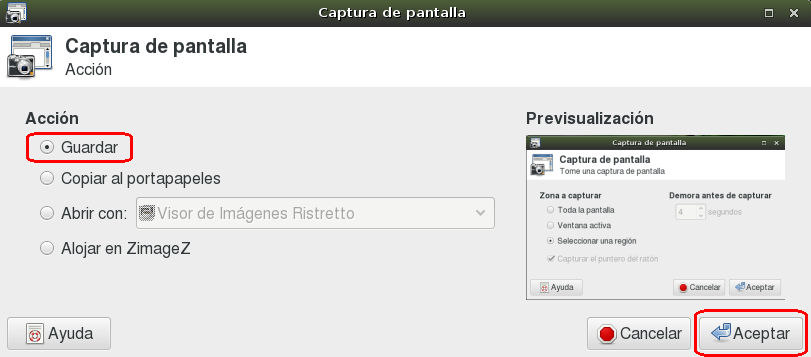 Captura de pantalla
Captura de pantalla
Acción
Acción
Guardar
Copiar al portapapeles
Abrir con: Visor de Imágenes Ristretto
Alojar en ZimageZ
Previsualización
Captura de pantalla
Captura de pantalla
Tome una captura de pantalla
Zona a capturar
Toda la pantalla
Ventana activa
Seleccionar una región
Capturar el puntero del ratón
Demora antes de capturar
4 segundos
Ayuda Cancelar Aceptar
Ayuda Cancelar Aceptar